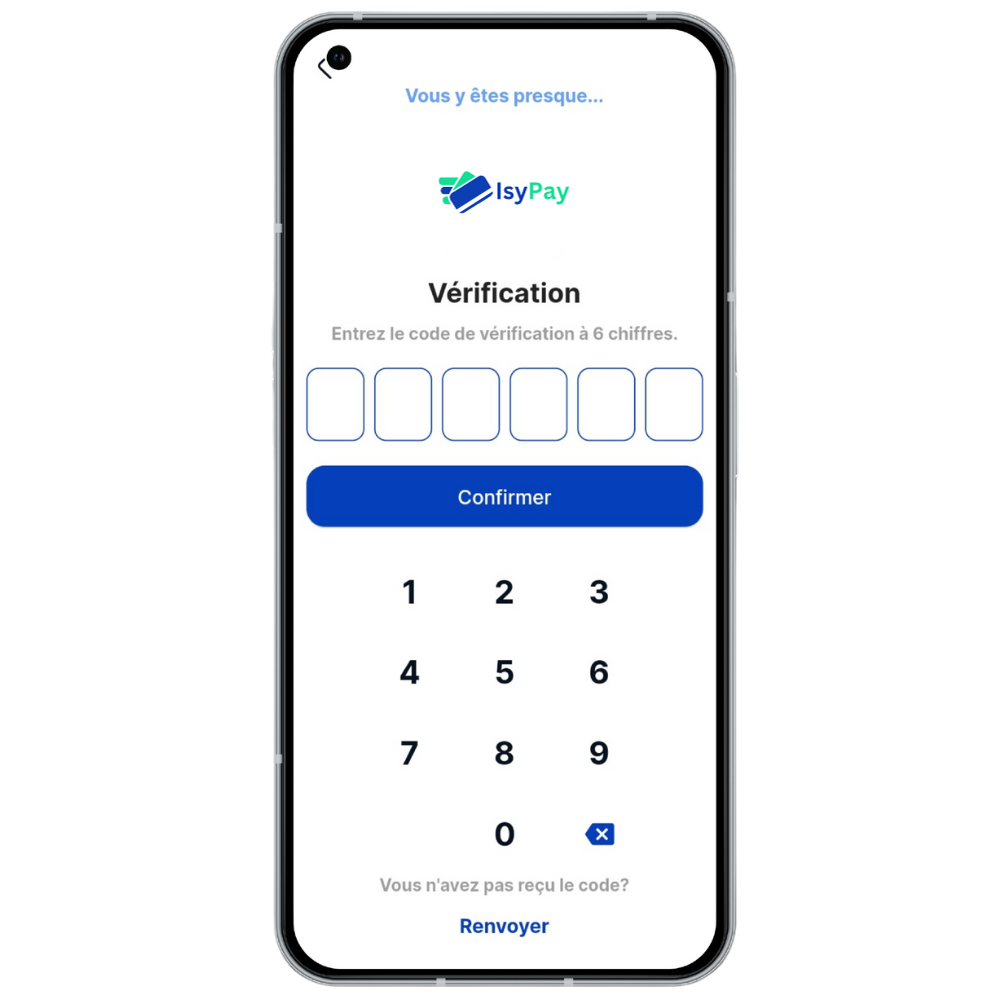 Vous y êtes presque...
IsyPay
Vérification
Entrez le code de vérification à 6 chiffres.
Confirmer
1 2 3
4 5 6
7 8 9
0
Vous n'avez pas reçu le code?
Renvoyer